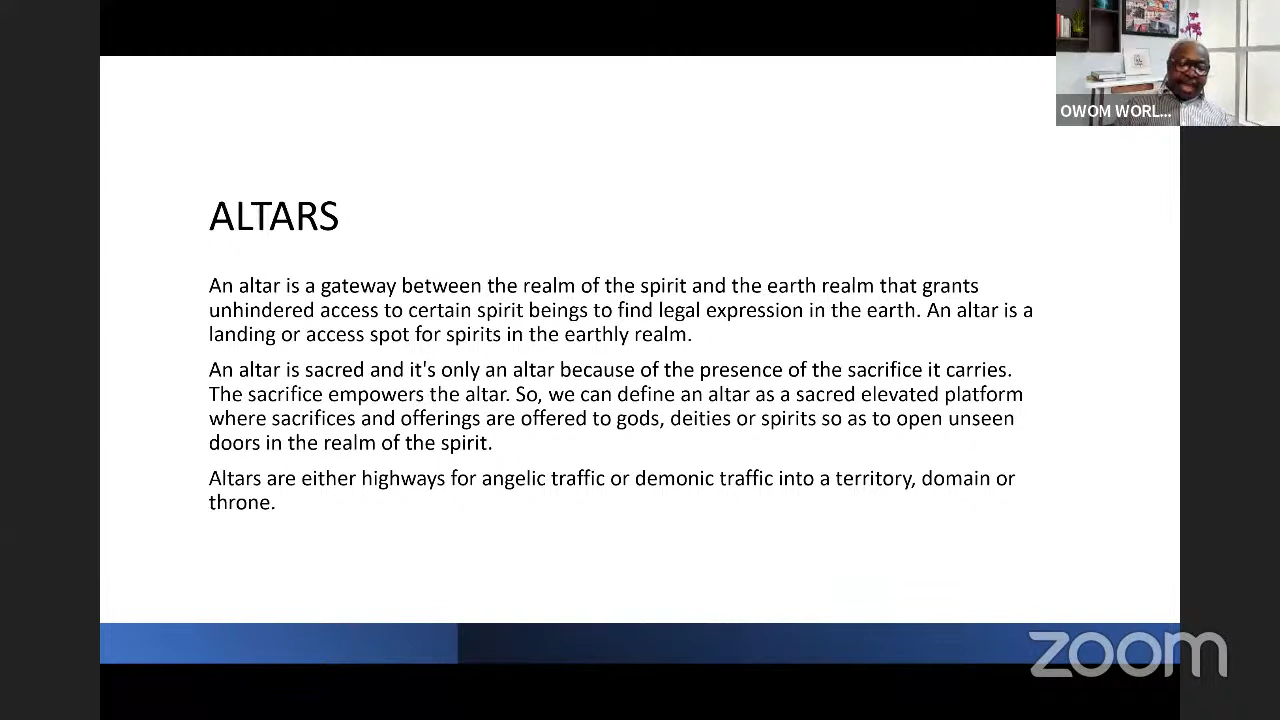 OWOM WORL...
ALTARS
An altar is a gateway between the realm of the spirit and the earth realm that grants
unhindered access to certain spirit beings to find legal expression in the earth. An altar is a
landing or access spot for spirits in the earthly realm.
An altar is sacred and it's only an altar because of the presence of the sacrifice it carries.
The sacrifice empowers the altar. So, we can define an altar as a sacred elevated platform
where sacrifices and offerings are offered to gods, deities or spirits so as to open unseen
doors in the realm of the spirit.
Altars are either highways for angelic traffic or demonic traffic into a territory, domain or
throne.
zoom